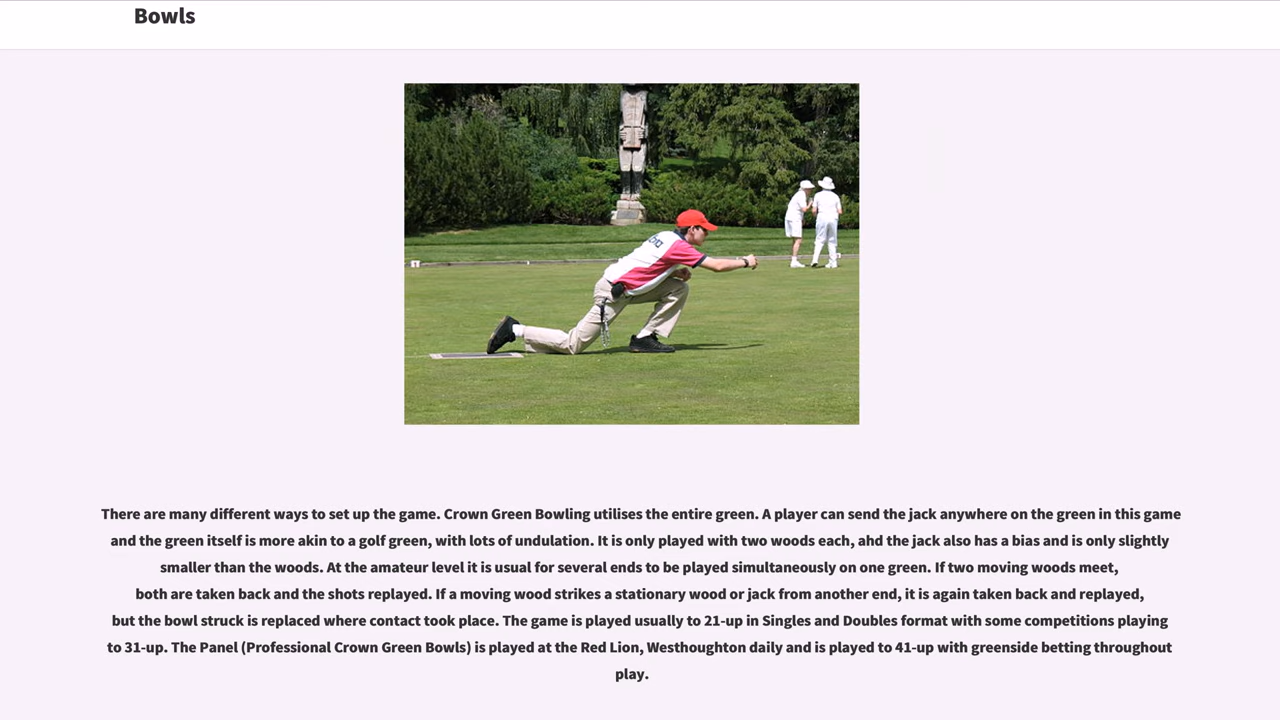 Bowls
There are many different ways to set up the game. Crown Green Bowling utilises the entire green. A player can send the jack anywhere on the green in this game
and the green itself is more akin to a golf green, with lots of undulation. It is only played with two woods each, ahd the jack also has a bias and is only slightly
smaller than the woods. At the amateur level it is usual for several ends to be played simultaneously on one green. If two moving woods meet,
both are taken back and the shots replayed. If a moving wood strikes a stationary wood or jack from another end, it is again taken back and replayed,
but the bowl struck is replaced where contact took place. The game is played usually to 21-up in Singles and Doubles format with some competitions playing
to 31-up. The Panel (Professional Crown Green Bowls) is played at the Red Lion, Westhoughton daily and is played to 41-up with greenside betting throughout
play.